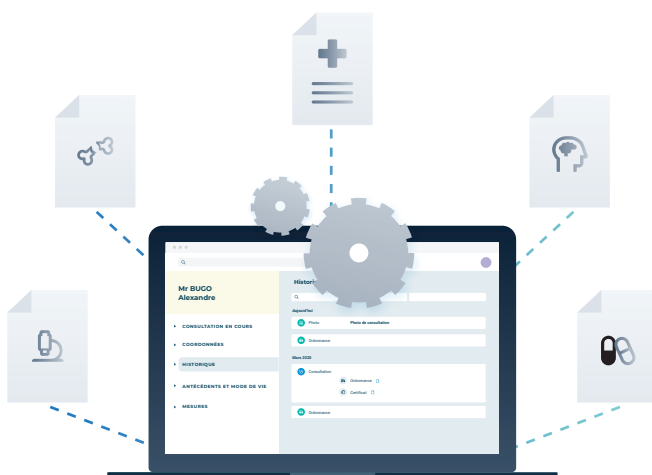 Mr BUGO
Alexandre
CONSULTATION EN COURS
COORDONNÉES
HISTORIQUE
ANTÉCÉDENTS ET MODE DE VIE
MESURES
Aujourd'hui
Photo Photo de consultation
Ordonnance
Mars 2020
Consultation
Ordonnance
Certificat
Ordonnance